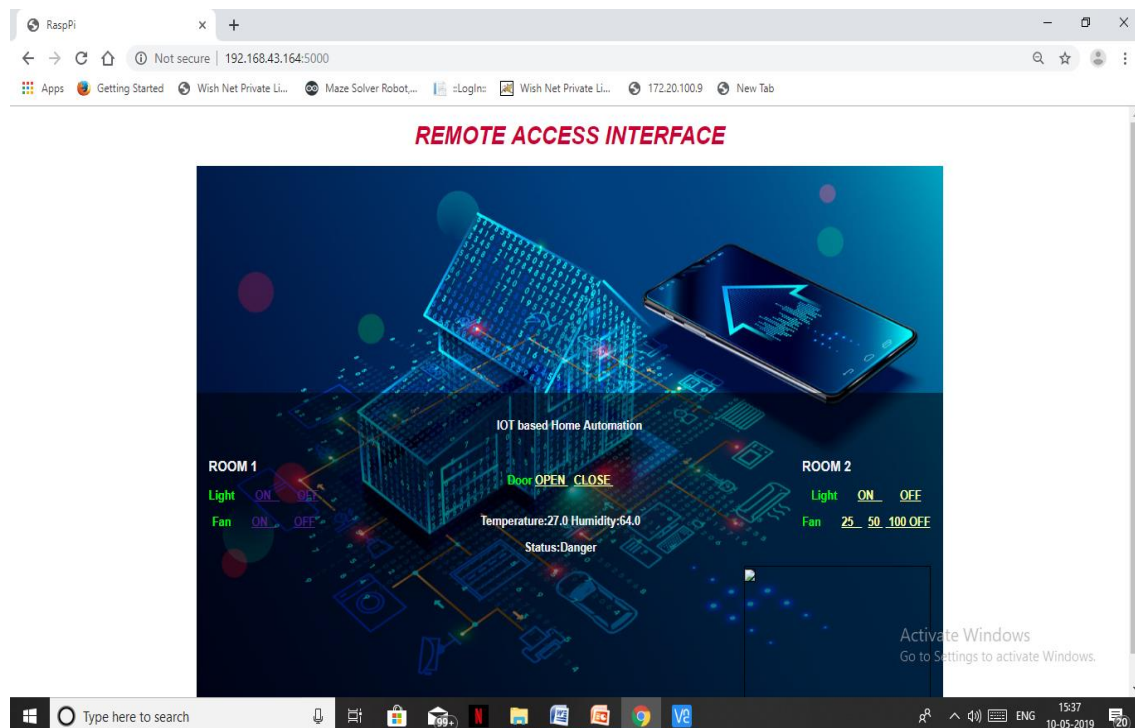 RaspPi
Not secure | 192.168.43.164:5000
Apps Getting Started Wish Net Private Li... Maze Solver Robot,... ::LogIn:: Wish Net Private Li... 172.20.100.9 New Tab
REMOTE ACCESS INTERFACE
IOT based Home Automation
ROOM 1
Light ON OFF
Fan ON OFF
Door OPEN CLOSE
Temperature:27.0 Humidity:64.0
Status:Danger
ROOM 2
Light ON OFF
Fan 25 50 100 OFF
Activate Windows
Go to Settings to activate Windows.
Type here to search
99+
N
V2
ENG
15:37
10-05-2019
20